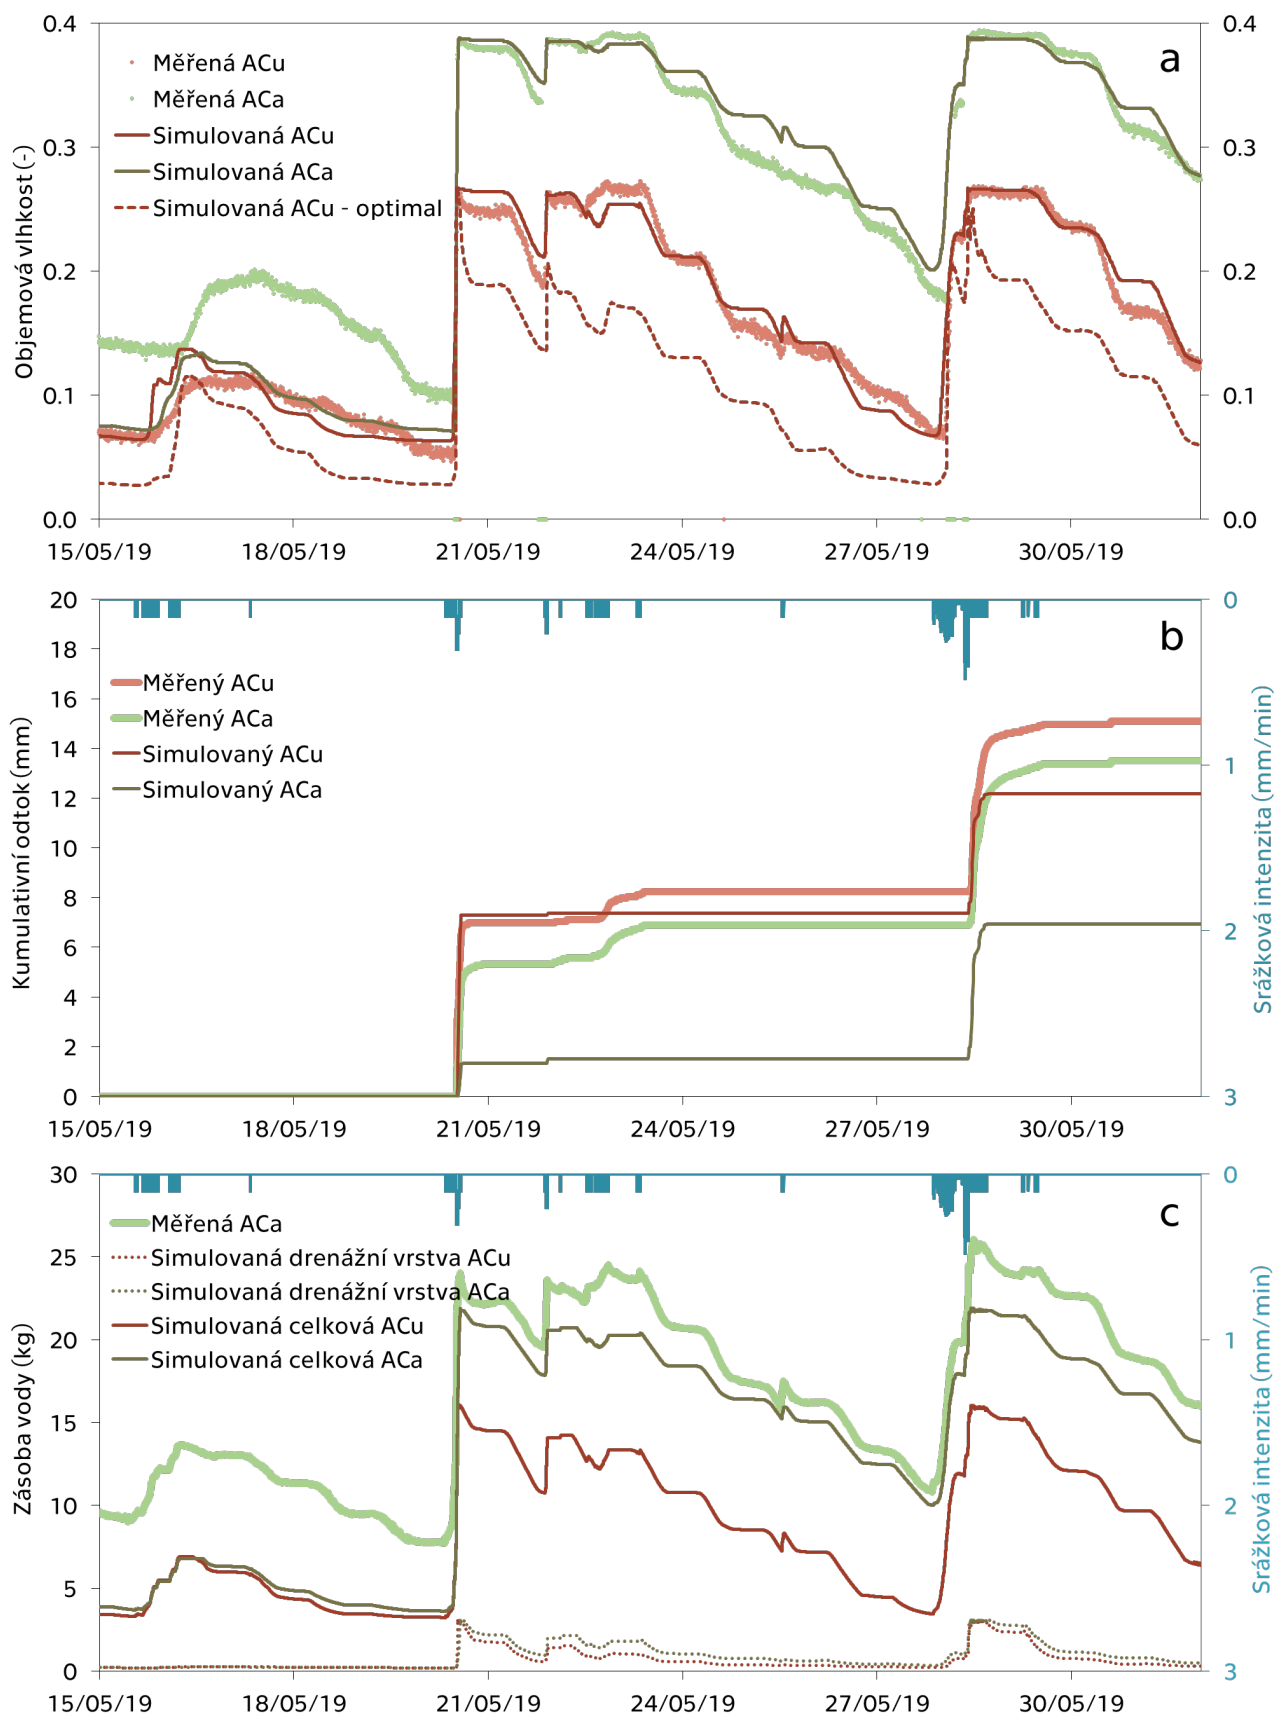 0.4
0.4
a
Měřená ACu
Měřená ACa
Simulovaná ACu
Simulovaná ACa
Simulovaná ACu - optimal
0.3
0.3
Objemová vlhkost (-)
0.2
0.2
0.1
0.1
0.0
0.0
15/05/19 18/05/19 21/05/19 24/05/19 27/05/19 30/05/19
20
0
b
18
Měřený ACu
Měřený ACa
Simulovaný ACu
Simulovaný ACa
16
14
1
12
Kumulativní odtok (mm)
Srážková intenzita (mm/min)
10
8
2
6
4
2
0
3
15/05/19 18/05/19 21/05/19 24/05/19 27/05/19 30/05/19
30
0
c
Měřená ACa
Simulovaná drenážní vrstva ACu
Simulovaná drenážní vrstva ACa
Simulovaná celková ACu
Simulovaná celková ACa
25
20
1
Zásoba vody (kg)
Srážková intenzita (mm/min)
15
10
2
5
0
3
15/05/19 18/05/19 21/05/19 24/05/19 27/05/19 30/05/19